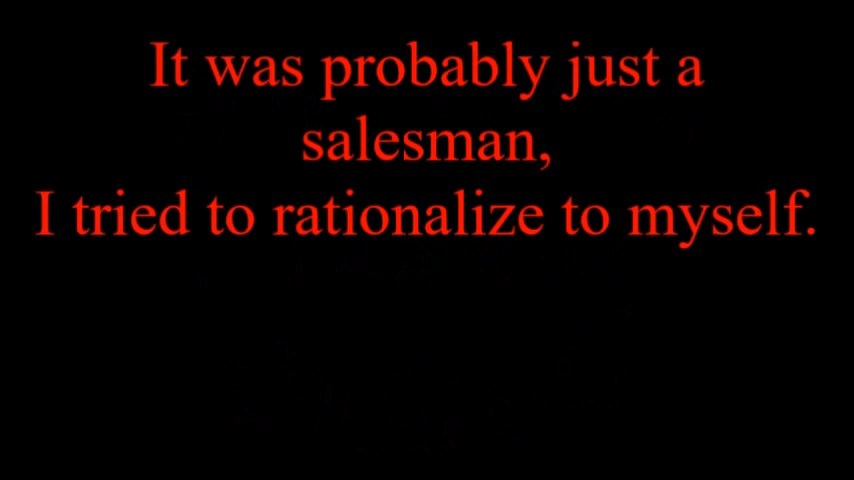 It was probably just a
salesman,
I tried to rationalize to myself.